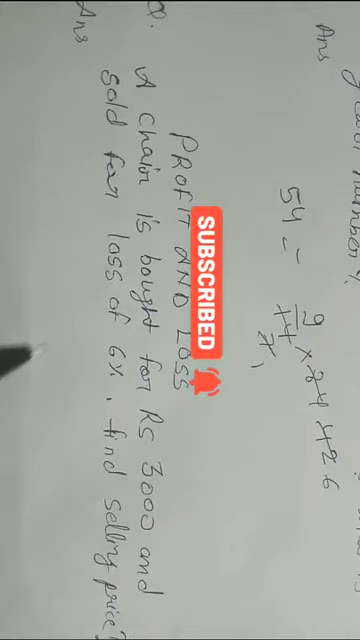 Ans
54 =
PROFIT AND LOSS
Q. A chair is bought for Rs 3000 and
sold for loss of 6%. find selling price?
Ans
SUBSCRIBED